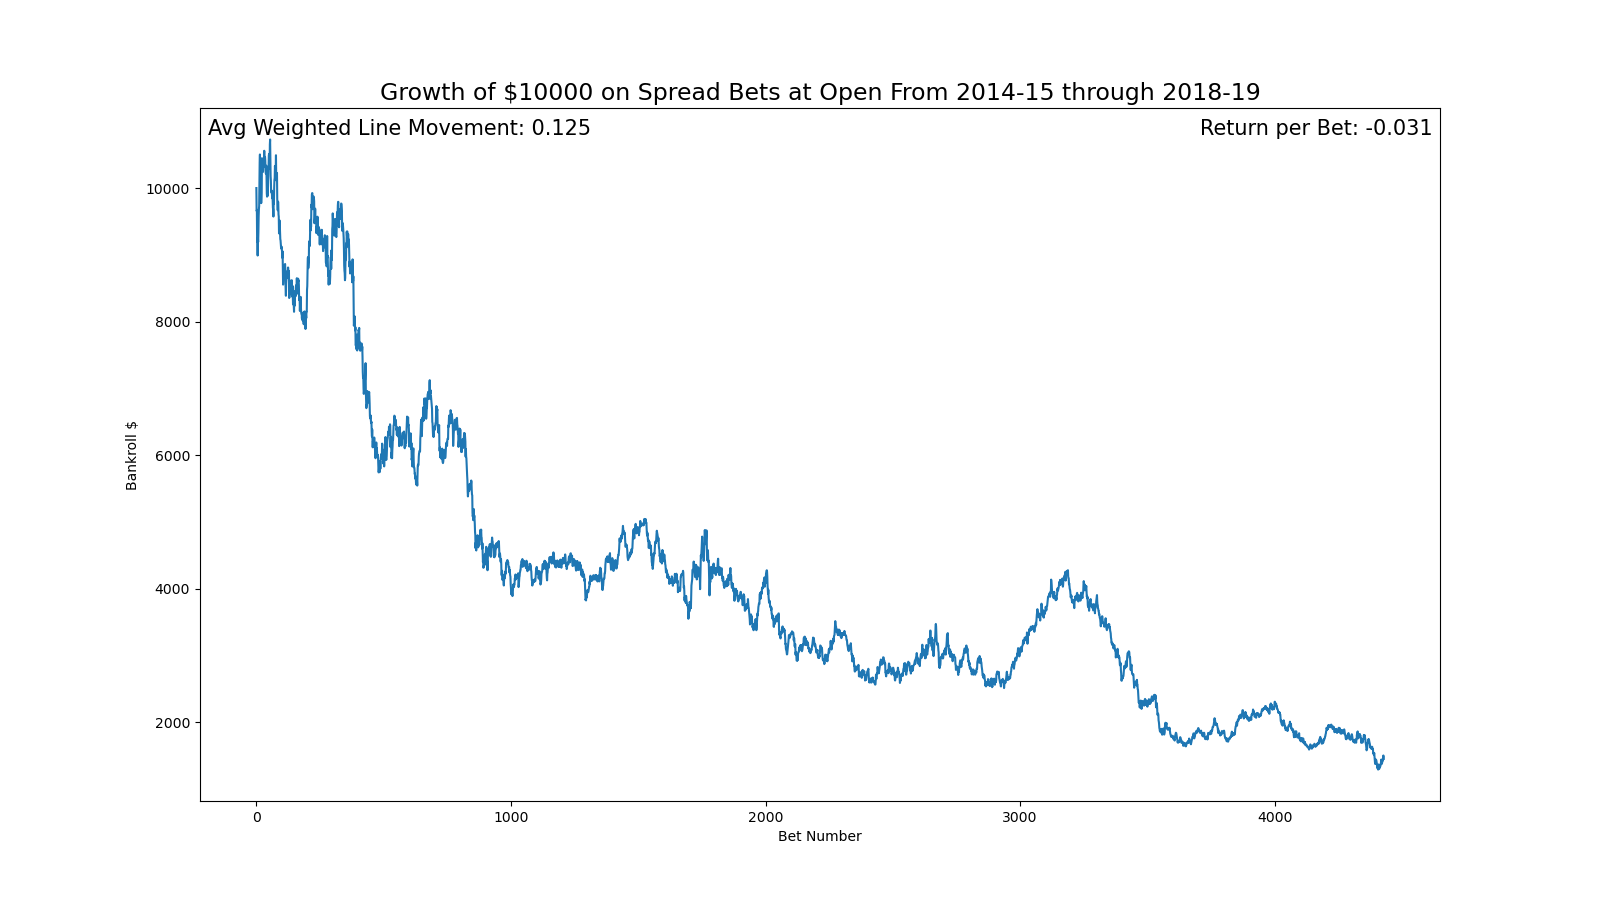 Growth of $10000 on Spread Bets at Open From 2014-15 through 2018-19
Avg Weighted Line Movement: 0.125
Return per Bet: -0.031
10000
8000
6000
4000
2000
Bankroll $
0
1000
2000
3000
4000
Bet Number